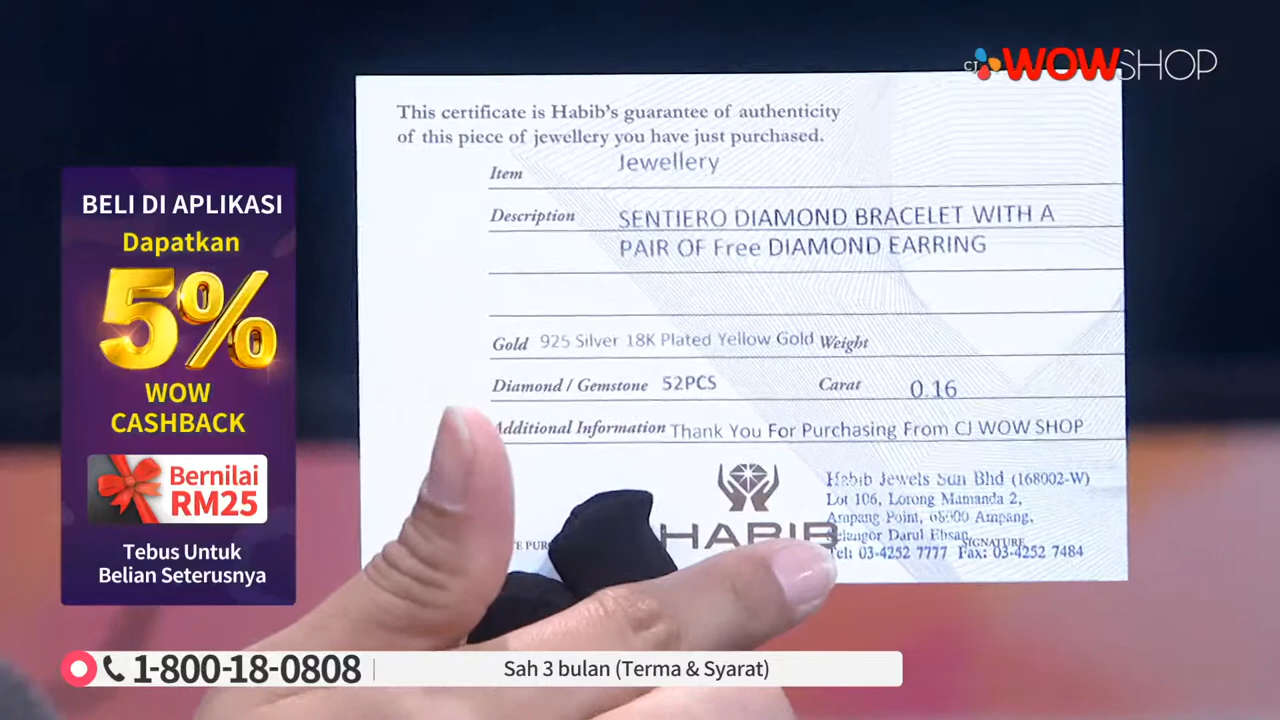 CJ WOWSHOP
This certificate is Habib's guarantee of authenticity
of this piece of jewellery you have just purchased.
Item Jewellery
Description SENTIERO DIAMOND BRACELET WITH A
PAIR OF Free DIAMOND EARRING
Gold 925 Silver 18K Plated Yellow Gold Weight
Diamond / Gemstone 52PCS Carat 0.16
Additional Information Thank You For Purchasing From CJ WOW SHOP
HABIB
Habib Jewels Sdn Bhd (168002-W)
Lot 106, Lorong Mamanda 2,
Ampang Point, 68000 Ampang,
Selangor Darul Ehsan
SIGNATURE
Tel: 03-4252 7777 Fax: 03-4252 7484
BELI DI APLIKASI
Dapatkan
5%
WOW
CASHBACK
Bernilai
RM25
Tebus Untuk
Belian Seterusnya
1-800-18-0808
Sah 3 bulan (Terma & Syarat)